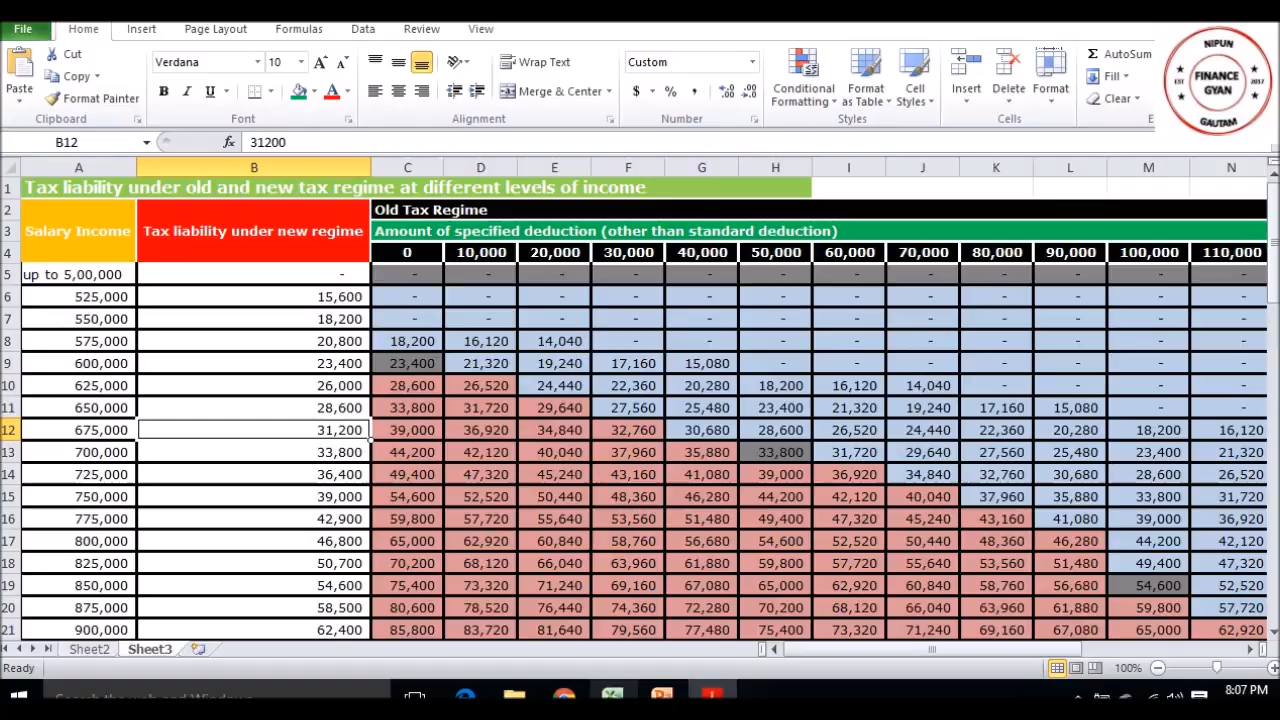 File Home Insert Page Layout Formulas Data Review View
Cut
Copy
Format Painter
Paste
Clipboard
Verdana 10
B I U A
Font
Wrap Text
Merge & Center
Alignment
Custom
$ % ,
Number
Conditional Formatting
Format as Table
Cell Styles
Styles
Insert Delete Format
Cells
Σ AutoSum
Fill
Clear
E
NIPUN
EST FINANCE GYAN 2017
GAUTAM
B12 fx 31200
A B C D E F G H I J K L M N
1 Tax liability under old and new tax regime at different levels of income
2 Old Tax Regime
3 Salary Income Tax liability under new regime Amount of specified deduction (other than standard deduction)
4 0 10,000 20,000 30,000 40,000 50,000 60,000 70,000 80,000 90,000 100,000 110,000
5 up to 5,00,000 - - - - - - - - - - - - -
6 525,000 15,600 - - - - - - - - - - - -
7 550,000 18,200 - - - - - - - - - - - -
8 575,000 20,800 18,200 16,120 14,040 - - - - - - - - -
9 600,000 23,400 23,400 21,320 19,240 17,160 15,080 - - - - - - -
10 625,000 26,000 28,600 26,520 24,440 22,360 20,280 18,200 16,120 14,040 - - - -
11 650,000 28,600 33,800 31,720 29,640 27,560 25,480 23,400 21,320 19,240 17,160 15,080 - -
12 675,000 31,200 39,000 36,920 34,840 32,760 30,680 28,600 26,520 24,440 22,360 20,280 18,200 16,120
13 700,000 33,800 44,200 42,120 40,040 37,960 35,880 33,800 31,720 29,640 27,560 25,480 23,400 21,320
14 725,000 36,400 49,400 47,320 45,240 43,160 41,080 39,000 36,920 34,840 32,760 30,680 28,600 26,520
15 750,000 39,000 54,600 52,520 50,440 48,360 46,280 44,200 42,120 40,040 37,960 35,880 33,800 31,720
16 775,000 42,900 59,800 57,720 55,640 53,560 51,480 49,400 47,320 45,240 43,160 41,080 39,000 36,920
17 800,000 46,800 65,000 62,920 60,840 58,760 56,680 54,600 52,520 50,440 48,360 46,280 44,200 42,120
18 825,000 50,700 70,200 68,120 66,040 63,960 61,880 59,800 57,720 55,640 53,560 51,480 49,400 47,320
19 850,000 54,600 75,400 73,320 71,240 69,160 67,080 65,000 62,920 60,840 58,760 56,680 54,600 52,520
20 875,000 58,500 80,600 78,520 76,440 74,360 72,280 70,200 68,120 66,040 63,960 61,880 59,800 57,720
21 900,000 62,400 85,800 83,720 81,640 79,560 77,480 75,400 73,320 71,240 69,160 67,080 65,000 62,920
Sheet2 Sheet3
Ready 100%
Search the web and Windows
8:07 PM